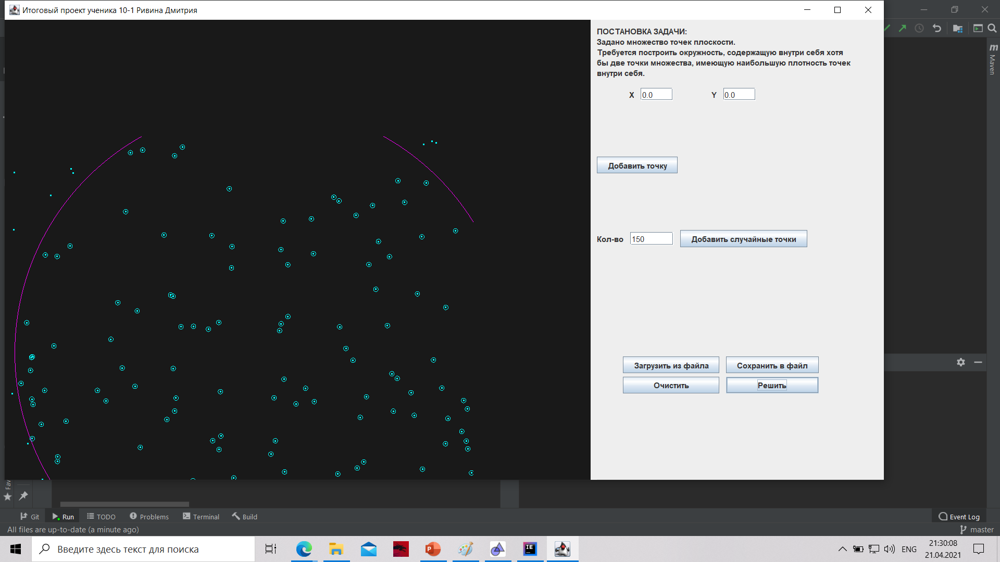 Итоговый проект ученика 10-1 Ривина Дмитрия
ПОСТАНОВКА ЗАДАЧИ:
Задано множество точек плоскости.
Требуется построить окружность, содержащую внутри себя хотя
бы две точки множества, имеющую наибольшую плотность точек
внутри себя.
X 0.0 Y 0.0
Добавить точку
Кол-во 150 Добавить случайные точки
Загрузить из файла Сохранить в файл
Очистить Решить
m
Maven
Fav
Git Run TODO Problems Terminal Build Event Log
All files are up-to-date (a minute ago) master
Введите здесь текст для поиска
P
IE
ENG
21:30:08
21.04.2021